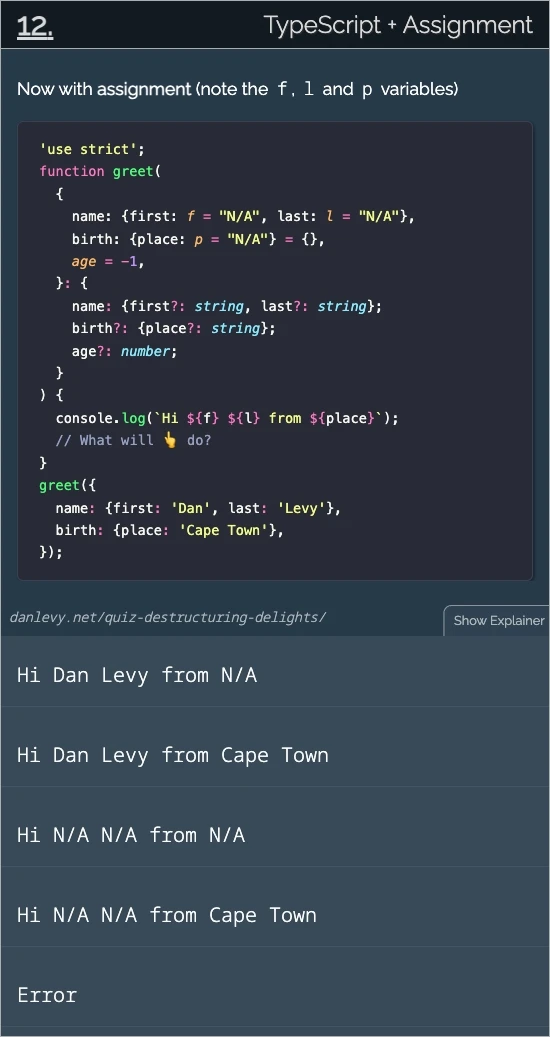 12.
TypeScript + Assignment
Now with assignment (note the f, l and p variables)
'use strict';
function greet(
  {
    name: {first: f = "N/A", last: l = "N/A"},
    birth: {place: p = "N/A"} = {},
    age = -1,
  }: {
    name: {first?: string, last?: string};
    birth?: {place?: string};
    age?: number;
  }
) {
  console.log(`Hi ${f} ${l} from ${place}`);
  // What will 👆 do?
}
greet({
  name: {first: 'Dan', last: 'Levy'},
  birth: {place: 'Cape Town'},
});
danlevy.net/quiz-destructuring-delights/
Show Explainer
Hi Dan Levy from N/A
Hi Dan Levy from Cape Town
Hi N/A N/A from N/A
Hi N/A N/A from Cape Town
Error